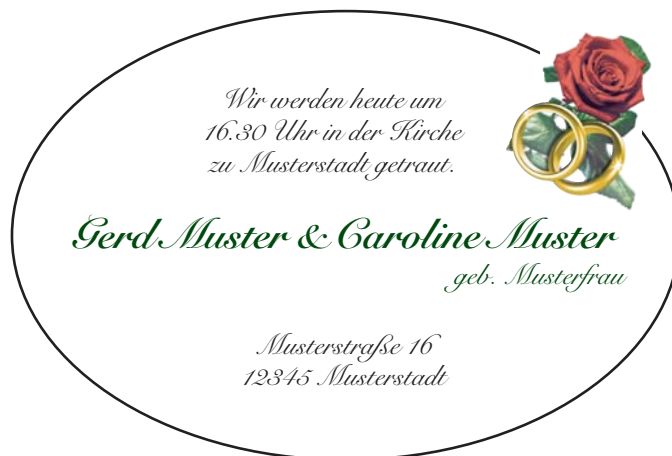 Wir werden heute um
16.30 Uhr in der Kirche
zu Musterstadt getraut.
Gerd Muster & Caroline Muster
geb. Musterfrau
Musterstraße 16
12345 Musterstadt